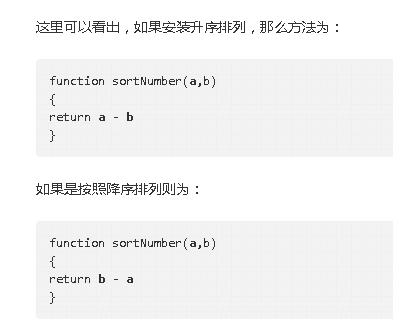 这里可以看出，如果安装升序排列，那么方法为：
function sortNumber(a,b)
{
return a - b
}
如果是按照降序排列则为：
function sortNumber(a,b)
{
return b - a
}